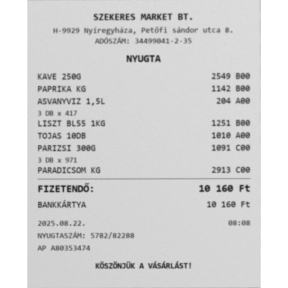 SZEKERES MARKET BT.
H-9929 Nyíregyháza, Petőfi sándor utca 8.
ADÓSZÁM: 34499041-2-35
NYUGTA
KAVE 250G 2549 B00
PAPRIKA KG 1142 B00
ASVANYVIZ 1,5L 204 A00
3 DB x 417
LISZT BL55 1KG 1251 B00
TOJAS 10DB 1010 A00
PARIZSI 300G 1091 C00
3 DB x 971
PARADICSOM KG 2913 C00
FIZETENDŐ: 10 160 Ft
BANKKÁRTYA 10 160 Ft
2025.08.22. 08:08
NYUGTASZÁM: 5782/82288
AP A80353474
KÖSZÖNJÜK A VÁSÁRLÁST!